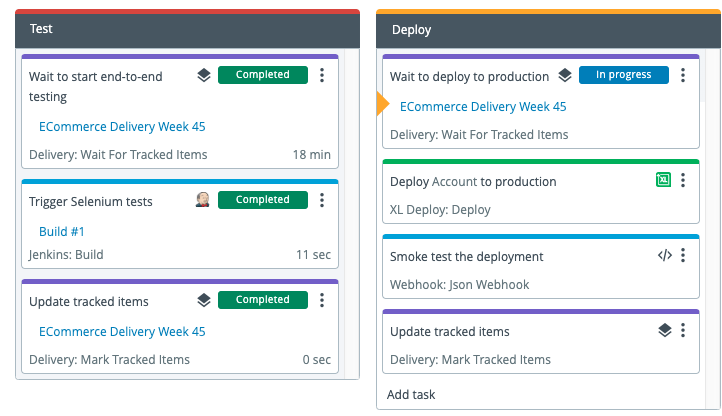 Test
Wait to start end-to-end
testing
Completed
ECommerce Delivery Week 45
Delivery: Wait For Tracked Items 18 min
Trigger Selenium tests
Completed
Build #1
Jenkins: Build 11 sec
Update tracked items
Completed
ECommerce Delivery Week 45
Delivery: Mark Tracked Items 0 sec
Deploy
Wait to deploy to production
In progress
ECommerce Delivery Week 45
Delivery: Wait For Tracked Items
Deploy Account to production
XL
XL Deploy: Deploy
Smoke test the deployment
</>
Webhook: Json Webhook
Update tracked items
Delivery: Mark Tracked Items
Add task